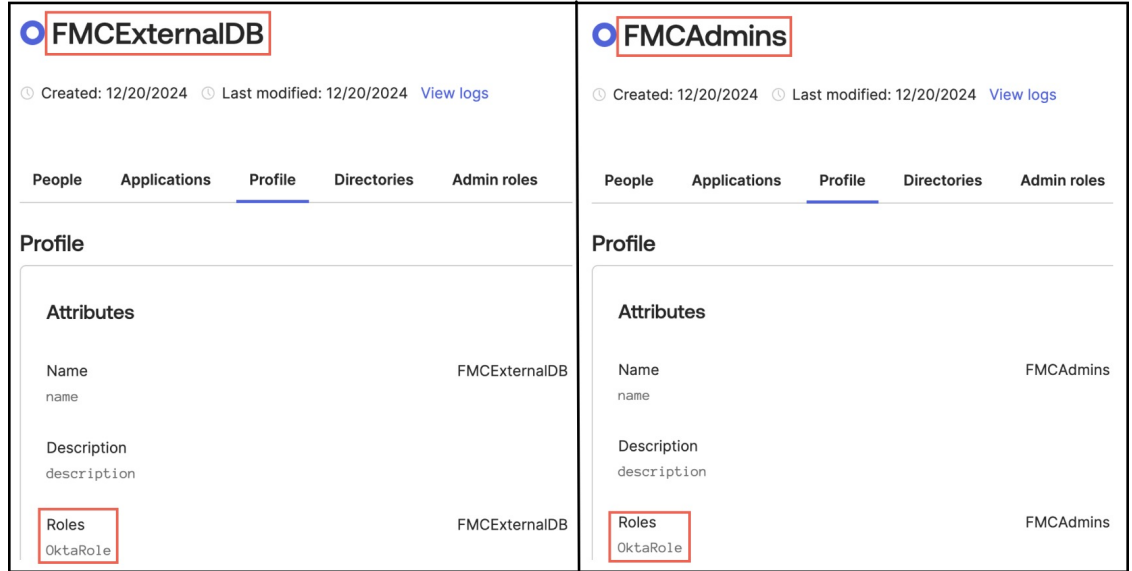 FMCExternalDB
Created: 12/20/2024 Last modified: 12/20/2024 View logs
People Applications Profile Directories Admin roles
Profile
Attributes
Name FMCExternalDB
name
Description
description
Roles FMCExternalDB
OktaRole
FMCAdmins
Created: 12/20/2024 Last modified: 12/20/2024 View logs
People Applications Profile Directories Admin roles
Profile
Attributes
Name FMCAdmins
name
Description
description
Roles FMCAdmins
OktaRole